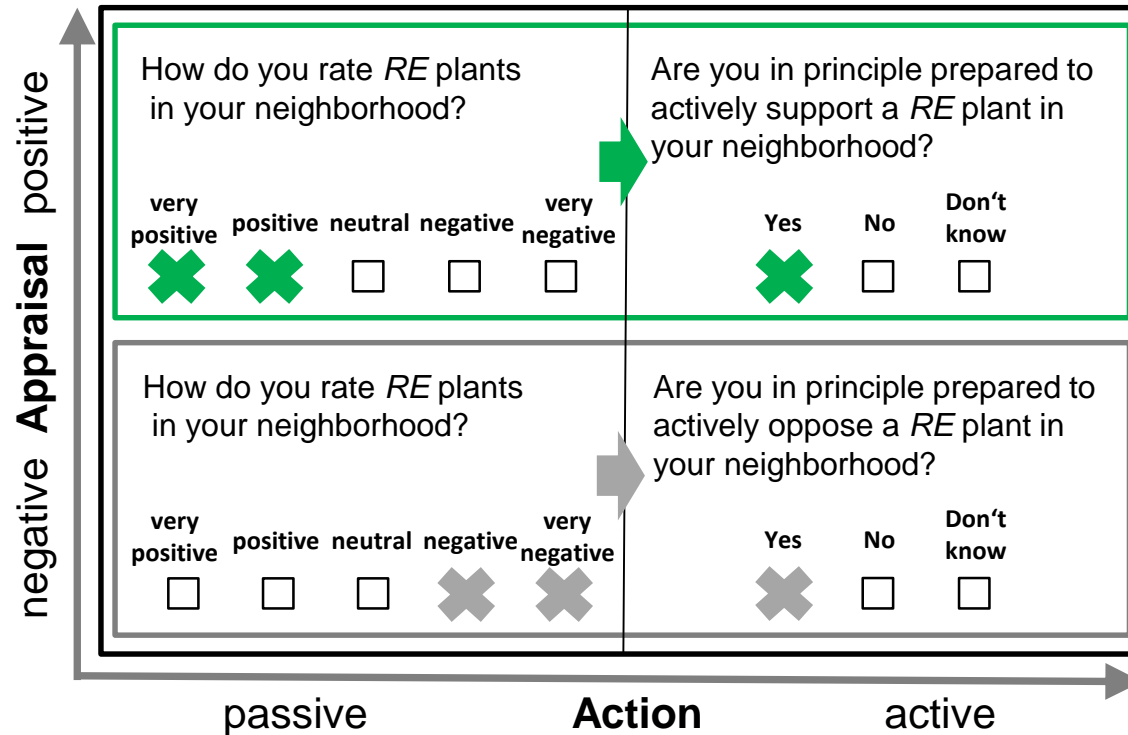 How do you rate RE plants
in your neighborhood?
very
positive
positive
neutral
negative
very
negative
Are you in principle prepared to
actively support a RE plant in
your neighborhood?
Yes
No
Don‘t
know
How do you rate RE plants
in your neighborhood?
very
positive
positive
neutral
negative
very
negative
Are you in principle prepared to
actively oppose a RE plant in
your neighborhood?
Yes
No
Don‘t
know
negative Appraisal positive
passive Action active